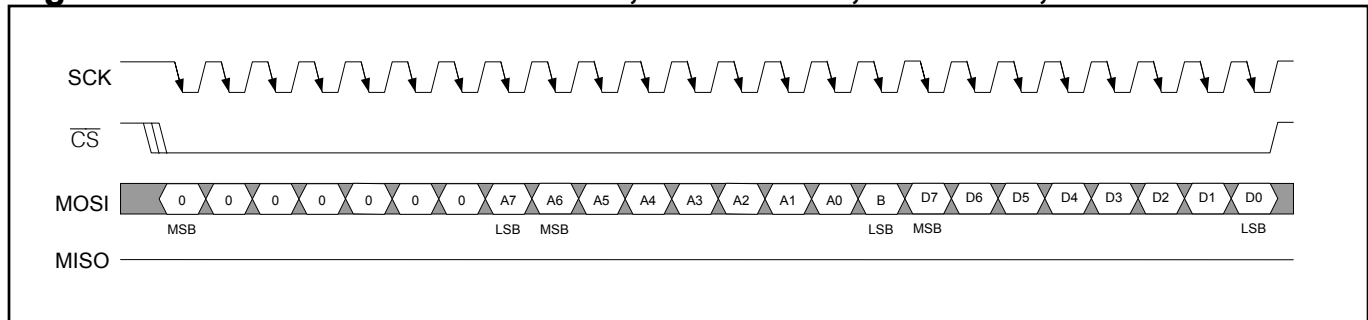 SCK
CS
MOSI 0 0 0 0 0 0 0 A7 A6 A5 A4 A3 A2 A1 A0 B D7 D6 D5 D4 D3 D2 D1 D0
MSB LSB MSB LSB MSB LSB
MISO